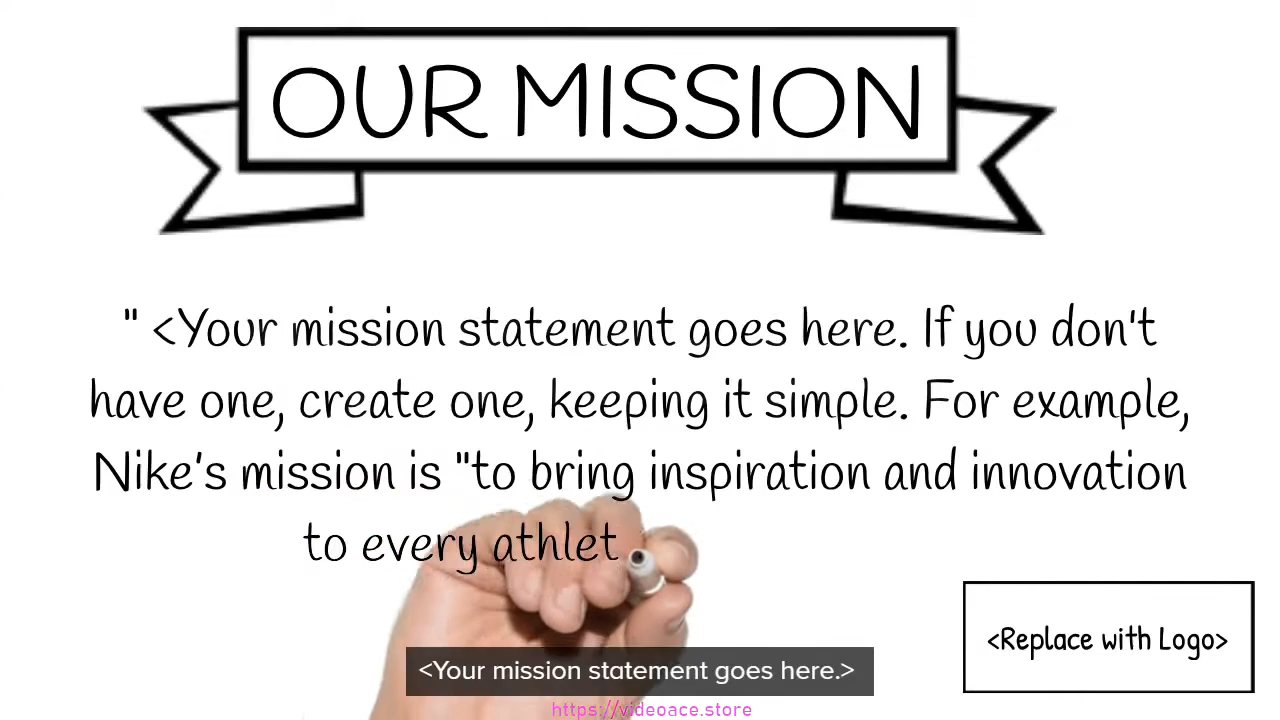 OUR MISSION
" <Your mission statement goes here. If you don't
have one, create one, keeping it simple. For example,
Nike's mission is "to bring inspiration and innovation
to every athlet
<Replace with Logo>
<Your mission statement goes here.>
https://videoace.store